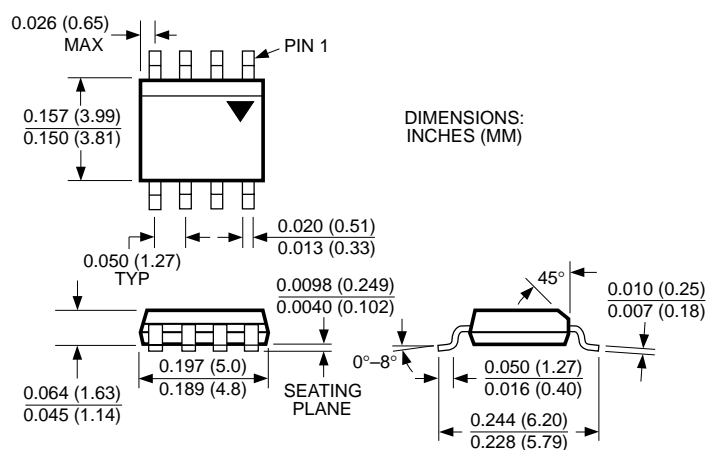 0.026 (0.65)
MAX
PIN 1
0.157 (3.99)
0.150 (3.81)
DIMENSIONS:
INCHES (MM)
0.020 (0.51)
0.013 (0.33)
0.050 (1.27)
TYP
0.0098 (0.249)
0.0040 (0.102)
45°
0.010 (0.25)
0.007 (0.18)
0°–8°
0.197 (5.0)
0.189 (4.8)
SEATING
PLANE
0.050 (1.27)
0.016 (0.40)
0.064 (1.63)
0.045 (1.14)
0.244 (6.20)
0.228 (5.79)